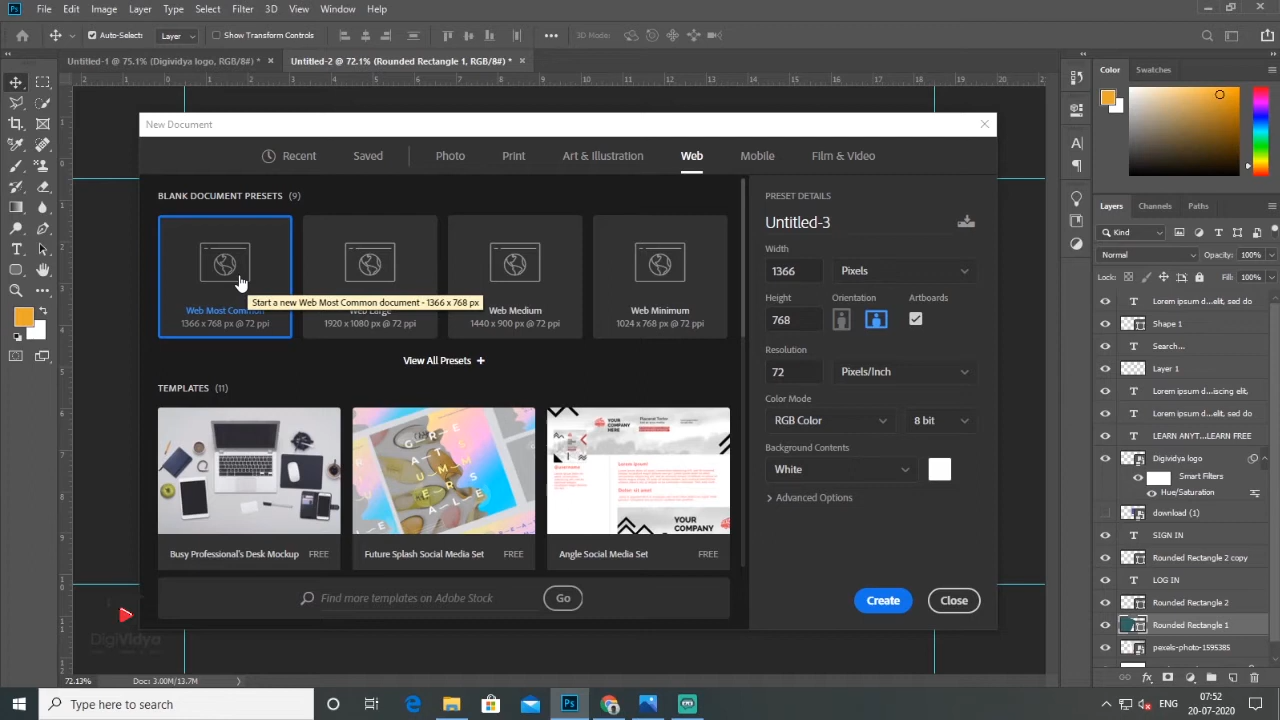 File Edit Image Layer Type Select Filter 3D View Window Help
Auto-Select: Layer Show Transform Controls 3D Mode:
Untitled-1 @ 75.1% (Digividya logo, RGB/8#) * × Untitled-2 @ 72.1% (Rounded Rectangle 1, RGB/8#) * ×
New Document
Recent Saved Photo Print Art & Illustration Web Mobile Film & Video
BLANK DOCUMENT PRESETS (9)
Web Most Common
1366 x 768 px @ 72 ppi
1920 x 1080 px @ 72 ppi
Web Medium
1440 x 900 px @ 72 ppi
Web Minimum
1024 x 768 px @ 72 ppi
Start a new Web Most Common document - 1366 x 768 px
View All Presets +
TEMPLATES (11)
YOUR COMPANY HERE
YOUR COMPANY
Busy Professional's Desk Mockup FREE
Future Splash Social Media Set FREE
Angle Social Media Set FREE
Find more templates on Adobe Stock Go
PRESET DETAILS
Untitled-3
Width
1366 Pixels
Height Orientation Artboards
768
Resolution
72 Pixels/Inch
Color Mode
RGB Color 8 bit
Background Contents
White
Advanced Options
Create Close
Color Swatches
Layers Channels Paths
Kind
Normal Opacity: 100%
Lock: Fill: 100%
Lorem ipsum d...elit, sed do
Shape 1
Search...
Layer 1
Lorem ipsum d...iscing elit,
Lorem ipsum d...elit, sed do
LEARN ANYT...LEARN FREE
Digividya logo
Smart Filters
Hue/Saturation
download (1)
SIGN IN
Rounded Rectangle 2 copy
LOG IN
Rounded Rectangle 2
Rounded Rectangle 1
pexels-photo-1595385
DigiVidya
72.13% Doc: 3.00M/13.7M
Type here to search
ENG
07:52
20-07-2020